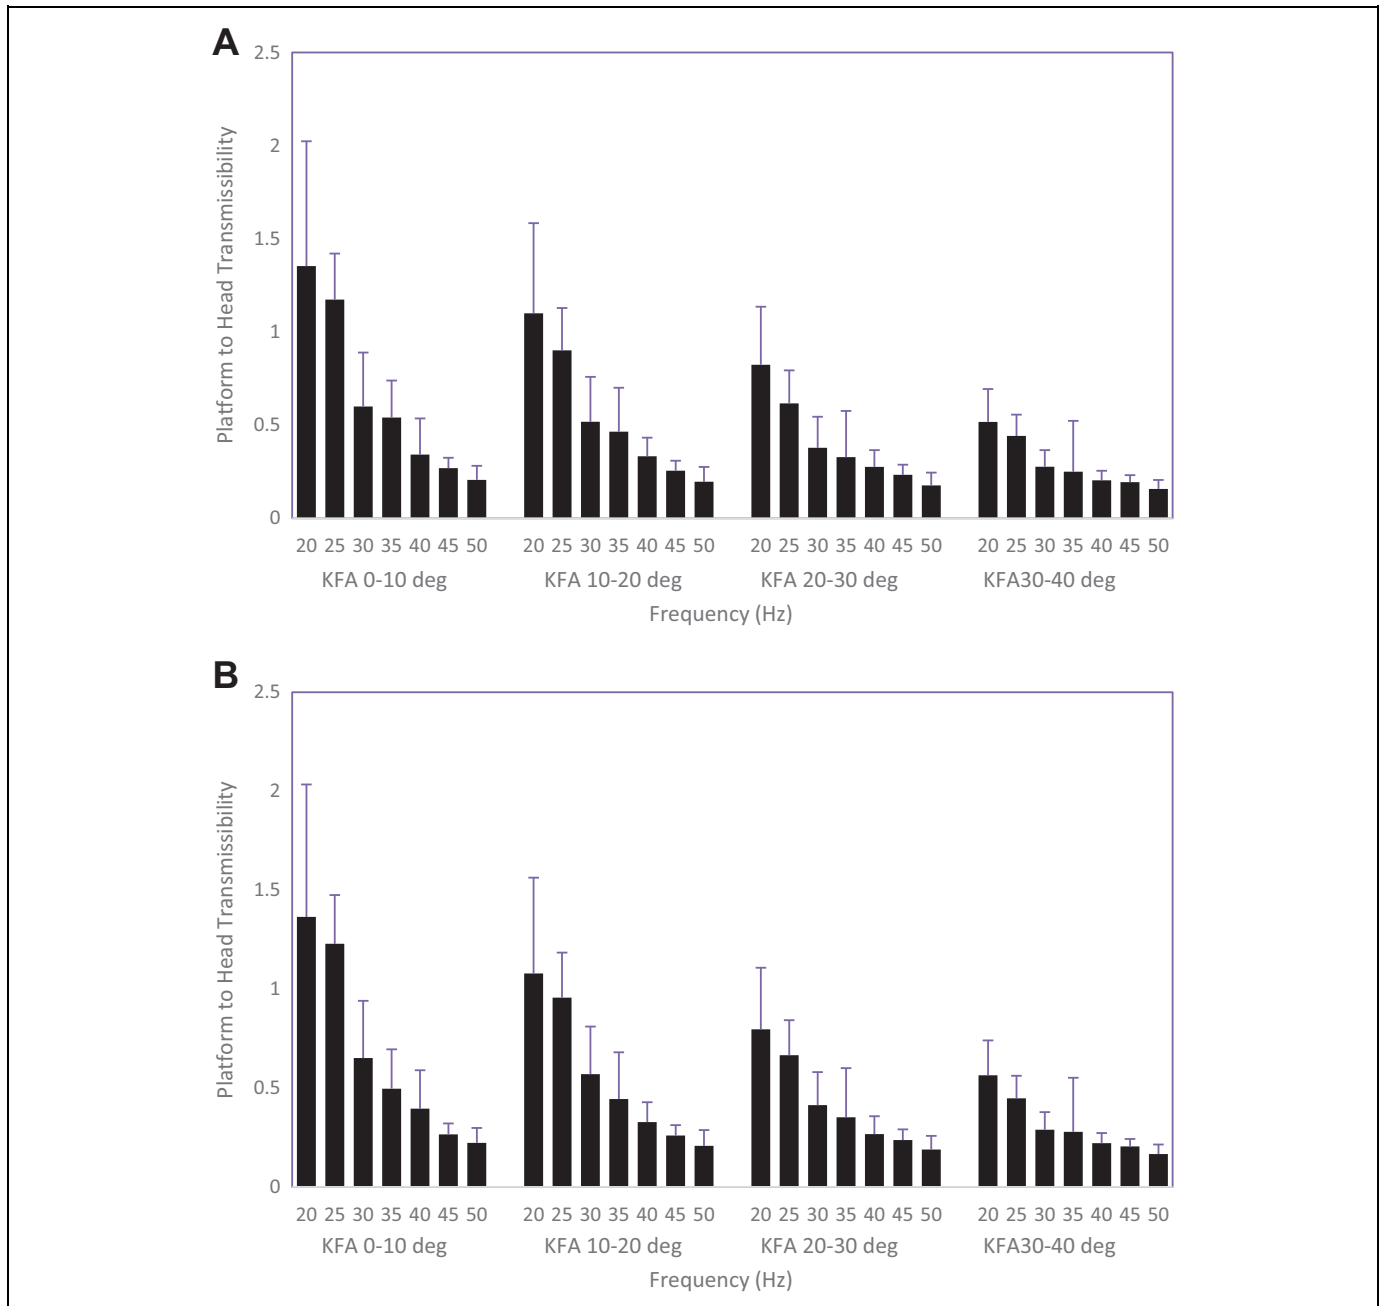 A
2.5
2
1.5
1
0.5
0
Platform to Head Transmissibility
20 25 30 35 40 45 50 20 25 30 35 40 45 50 20 25 30 35 40 45 50 20 25 30 35 40 45 50
KFA 0-10 deg KFA 10-20 deg KFA 20-30 deg KFA30-40 deg
Frequency (Hz)
B
2.5
2
1.5
1
0.5
0
Platform to Head Transmissibility
20 25 30 35 40 45 50 20 25 30 35 40 45 50 20 25 30 35 40 45 50 20 25 30 35 40 45 50
KFA 0-10 deg KFA 10-20 deg KFA 20-30 deg KFA30-40 deg
Frequency (Hz)